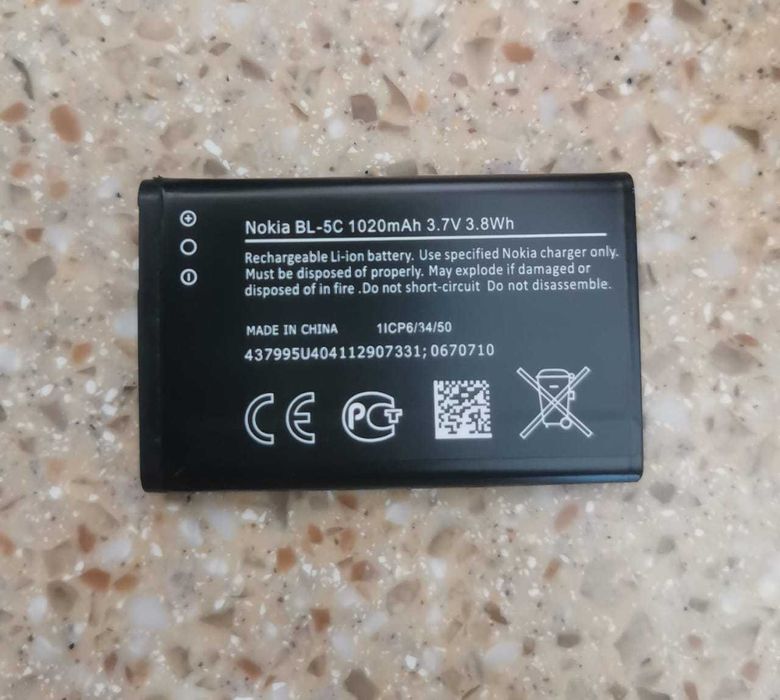 Nokia BL-5C 1020mAh 3.7V 3.8Wh
Rechargeable Li-ion battery. Use specified Nokia charger only.
Must be disposed of properly. May explode if damaged or
disposed of in fire .Do not short-circuit Do not disassemble.
MADE IN CHINA 1ICP6/34/50
437995U404112907331; 0670710
CE PCT